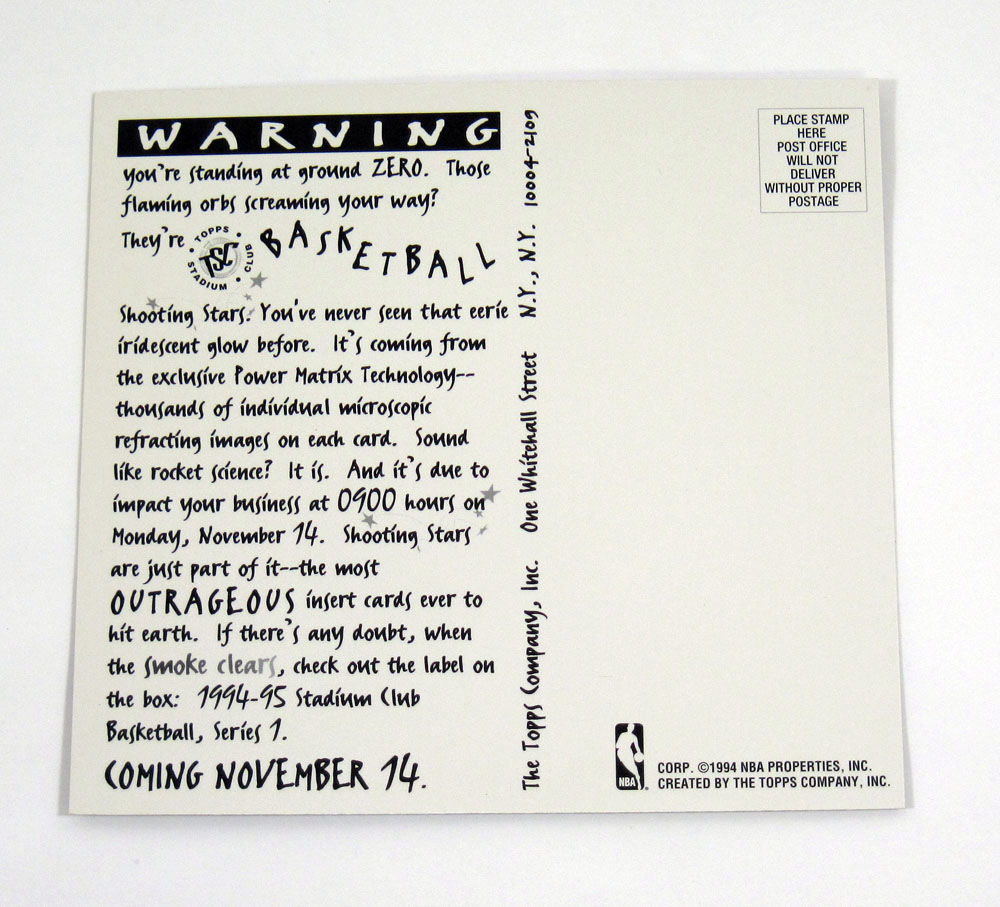 WARNING
you're standing at ground ZERO. Those
flaming orbs screaming your way?
They're TOPPS TSC STADIUM CLUB BASKETBALL
Shooting Stars. You've never seen that eerie
iridescent glow before. It's coming from
the exclusive Power Matrix Technology--
thousands of individual microscopic
refracting images on each card. Sound
like rocket science? It is. And it's due to
impact your business at 0900 hours on
Monday, November 14. Shooting Stars
are just part of it--the most
OUTRAGEOUS insert cards ever to
hit earth. If there's any doubt, when
the smoke clears, check out the label on
the box: 1994-95 Stadium Club
Basketball, Series 1.
COMING NOVEMBER 14.
The Topps Company, Inc. One Whitehall Street N.Y., N.Y. 10004-2109
PLACE STAMP
HERE
POST OFFICE
WILL NOT
DELIVER
WITHOUT PROPER
POSTAGE
NBA
CORP. ©1994 NBA PROPERTIES, INC.
CREATED BY THE TOPPS COMPANY, INC.